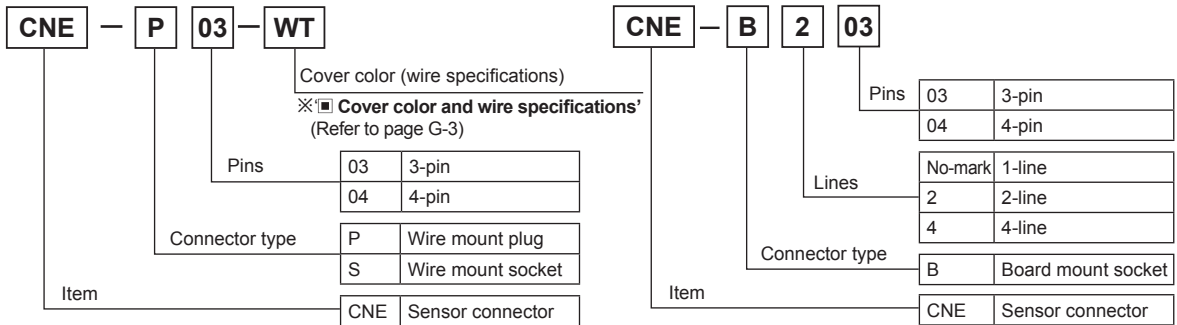 CNE — P 03 — WT
Cover color (wire specifications)
※‘▣ Cover color and wire specifications’
(Refer to page G-3)
Pins
03 3-pin
04 4-pin
Connector type
P Wire mount plug
S Wire mount socket
Item
CNE Sensor connector
CNE — B 2 03
Pins
03 3-pin
04 4-pin
Lines
No-mark 1-line
2 2-line
4 4-line
Connector type
B Board mount socket
Item
CNE Sensor connector